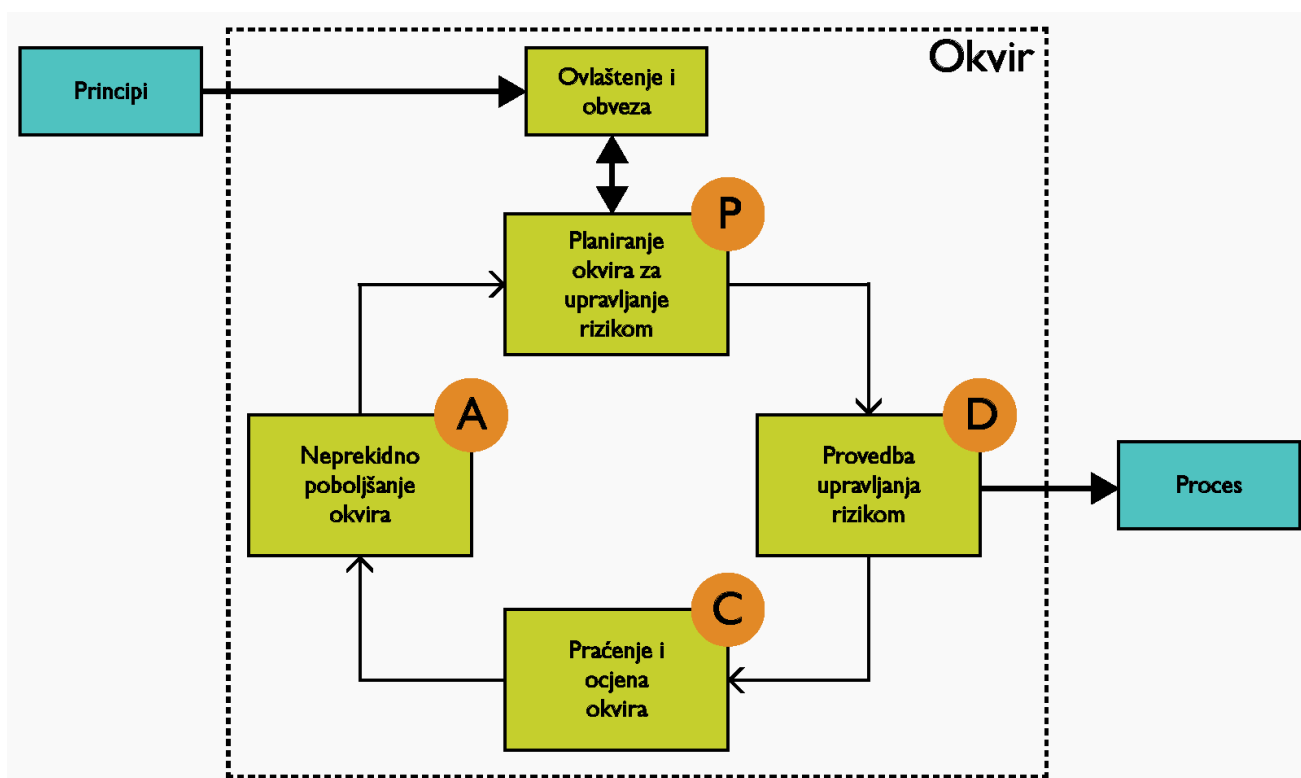 Okvir
Principi
Ovlaštenje i
obveza
P
Planiranje
okvira za
upravljanje
rizikom
A
Neprekidno
poboljšanje
okvira
D
Provedba
upravljanja
rizikom
Proces
C
Praćenje i
ocjena
okvira